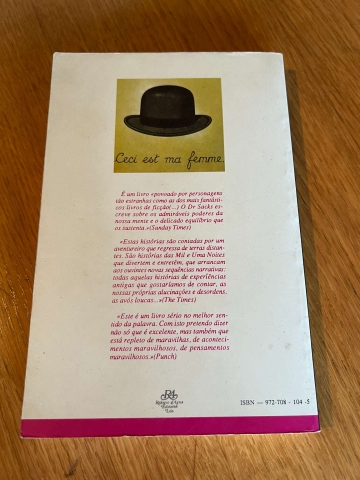 Ceci est ma femme.
É um livro «povoado por personagens
tão estranhas como as dos mais fantásti-
cos livros de ficção(...) O Dr Sacks es-
creve sobre os admiráveis poderes da
nossa mente e o delicado equilíbrio que
os sustenta.»(Sunday Times)
«Estas histórias são contadas por um
aventureiro que regressa de terras distan-
tes. São histórias das Mil e Uma Noites
que divertem e entretêm, que arrancam
aos ouvintes novas sequências narrativas:
todas aquelas histórias de experiências
antigas que gostaríamos de contar, as
nossas próprias alucinações e desordens,
as avós loucas...»(The Times)
«Este é um livro sério no melhor sen-
tido da palavra. Com isto pretendo dizer
não só que é excelente, mas também que
está repleto de maravilhas, de aconteci-
mentos maravilhosos, de pensamentos
maravilhosos.»(Punch)
Relógio d'Água
Editores
Lda
ISBN — 972-708 - 104 -5